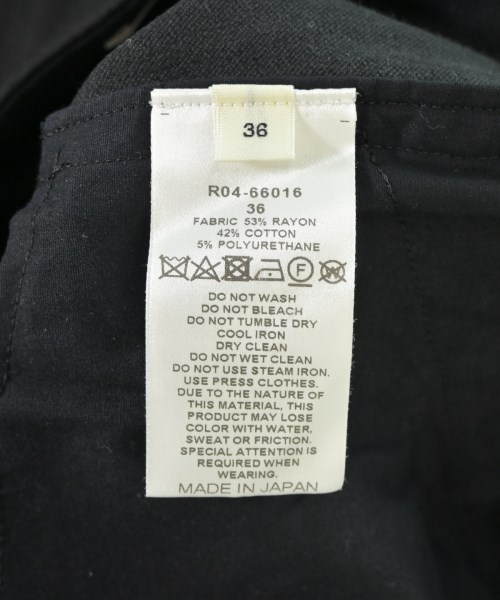 36
R04-66016
36
FABRIC 53% RAYON
42% COTTON
5% POLYURETHANE
F W
DO NOT WASH
DO NOT BLEACH
DO NOT TUMBLE DRY
COOL IRON
DRY CLEAN
DO NOT WET CLEAN
DO NOT USE STEAM IRON.
USE PRESS CLOTHES.
DUE TO THE NATURE OF
THIS MATERIAL, THIS
PRODUCT MAY LOSE
COLOR WITH WATER,
SWEAT OR FRICTION.
SPECIAL ATTENTION IS
REQUIRED WHEN
WEARING.
MADE IN JAPAN